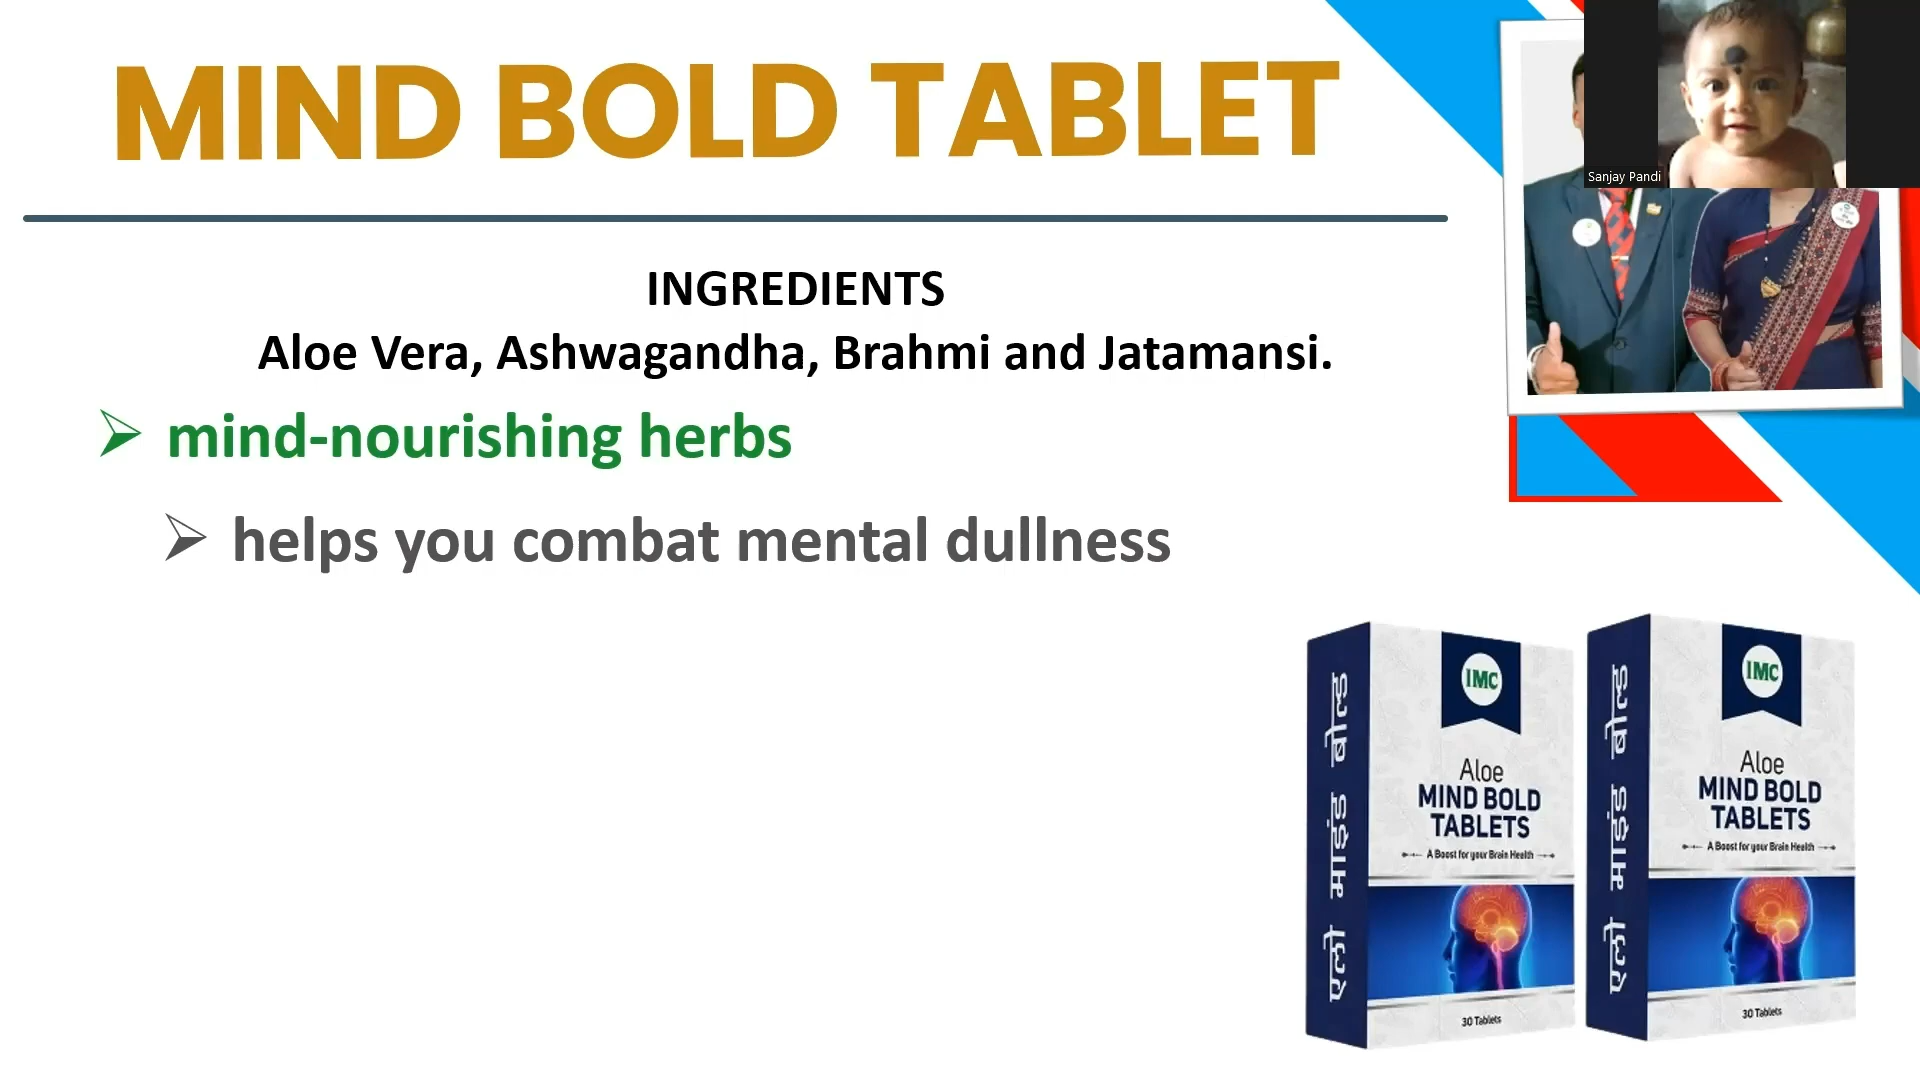 MIND BOLD TABLET
Sanjay Pandi
INGREDIENTS
Aloe Vera, Ashwagandha, Brahmi and Jatamansi.
➢ mind-nourishing herbs
➢ helps you combat mental dullness
एलो माइंड बोल्ड
IMC
Aloe
MIND BOLD
TABLETS
A Boost for your Brain Health
30 Tablets
एलो माइंड बोल्ड
IMC
Aloe
MIND BOLD
TABLETS
A Boost for your Brain Health
30 Tablets